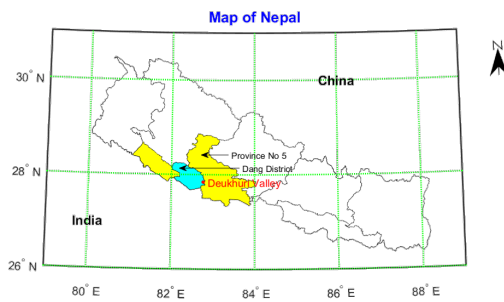 Map of Nepal
N
30° N
China
Province No 5
Dang District
28° N
Deukhuri Valley
India
26° N
80° E
82° E
84° E
86° E
88° E